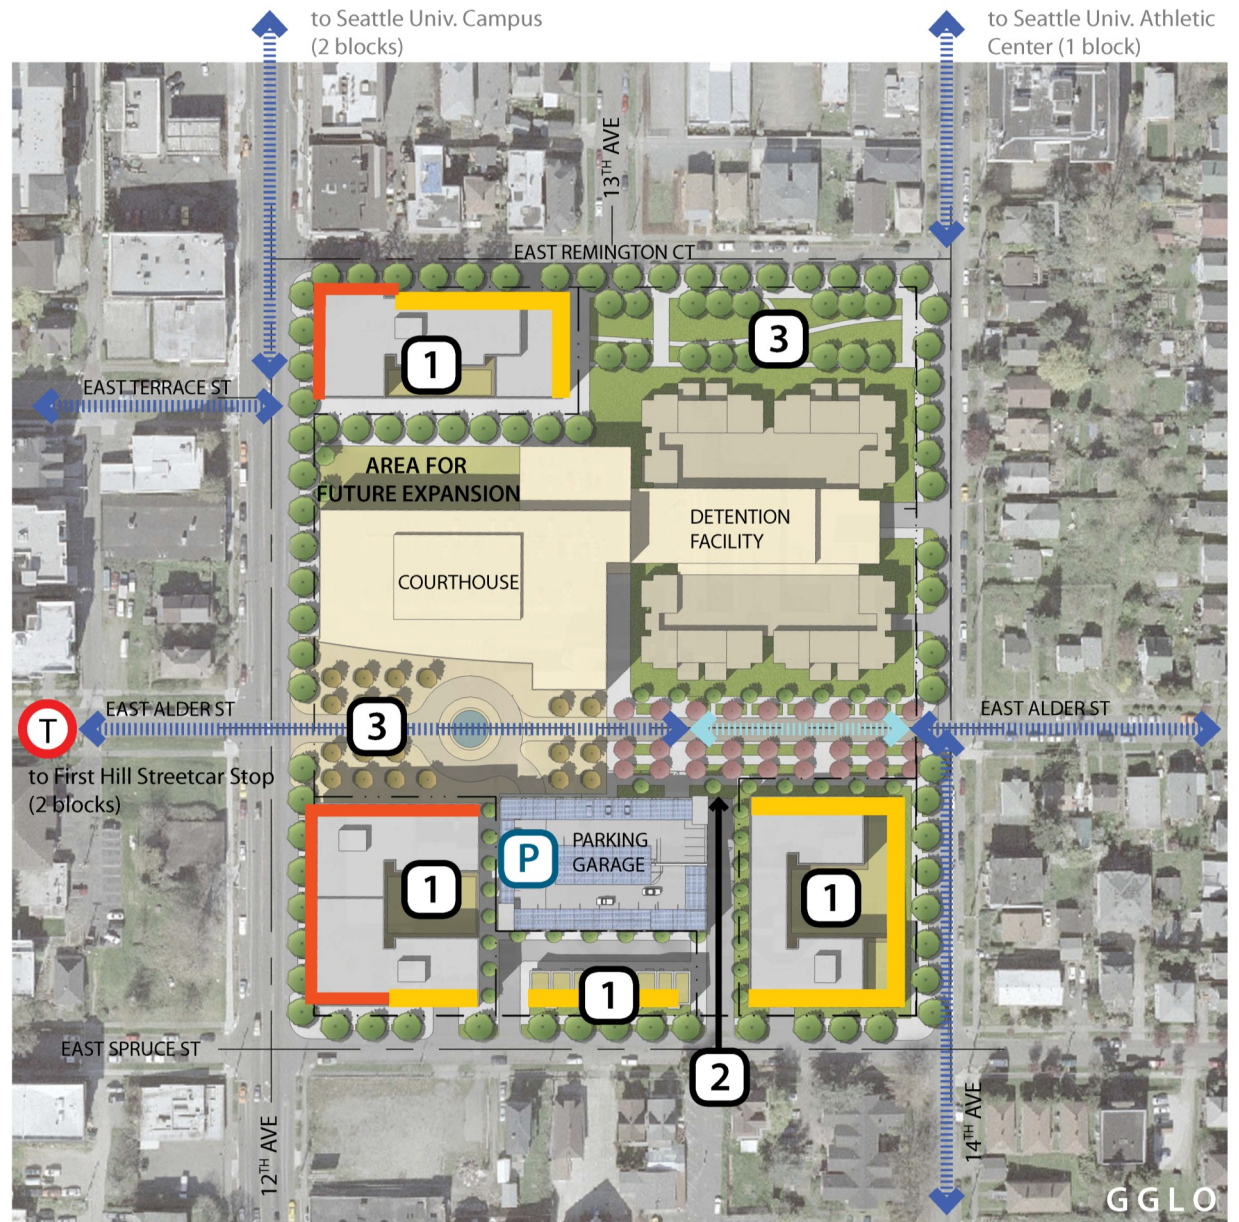 to Seattle Univ. Campus
(2 blocks)
to Seattle Univ. Athletic
Center (1 block)
13TH AVE
EAST REMINGTON CT
3
1
EAST TERRACE ST
AREA FOR
FUTURE EXPANSION
DETENTION
FACILITY
COURTHOUSE
EAST ALDER ST
3
EAST ALDER ST
T
to First Hill Streetcar Stop
(2 blocks)
P
PARKING
GARAGE
1
1
1
EAST SPRUCE ST
2
12TH AVE
14TH AVE
GGLO